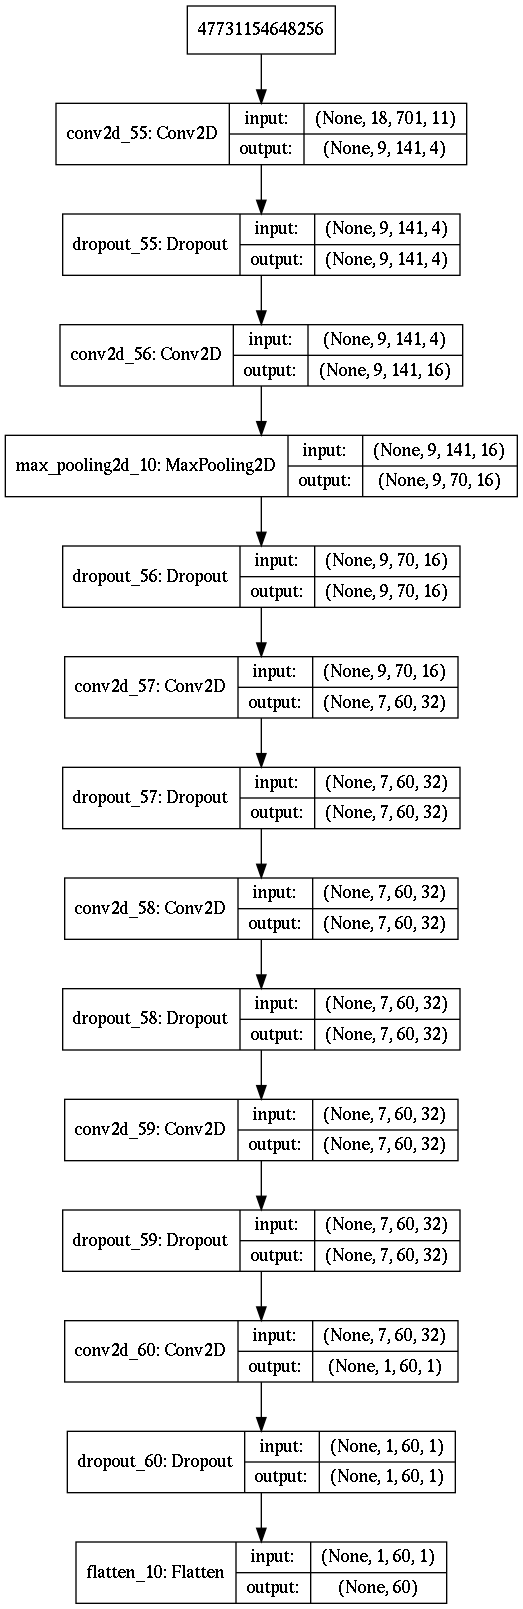 47731154648256
conv2d_55: Conv2D
input: (None, 18, 701, 11)
output: (None, 9, 141, 4)
dropout_55: Dropout
input: (None, 9, 141, 4)
output: (None, 9, 141, 4)
conv2d_56: Conv2D
input: (None, 9, 141, 4)
output: (None, 9, 141, 16)
max_pooling2d_10: MaxPooling2D
input: (None, 9, 141, 16)
output: (None, 9, 70, 16)
dropout_56: Dropout
input: (None, 9, 70, 16)
output: (None, 9, 70, 16)
conv2d_57: Conv2D
input: (None, 9, 70, 16)
output: (None, 7, 60, 32)
dropout_57: Dropout
input: (None, 7, 60, 32)
output: (None, 7, 60, 32)
conv2d_58: Conv2D
input: (None, 7, 60, 32)
output: (None, 7, 60, 32)
dropout_58: Dropout
input: (None, 7, 60, 32)
output: (None, 7, 60, 32)
conv2d_59: Conv2D
input: (None, 7, 60, 32)
output: (None, 7, 60, 32)
dropout_59: Dropout
input: (None, 7, 60, 32)
output: (None, 7, 60, 32)
conv2d_60: Conv2D
input: (None, 7, 60, 32)
output: (None, 1, 60, 1)
dropout_60: Dropout
input: (None, 1, 60, 1)
output: (None, 1, 60, 1)
flatten_10: Flatten
input: (None, 1, 60, 1)
output: (None, 60)